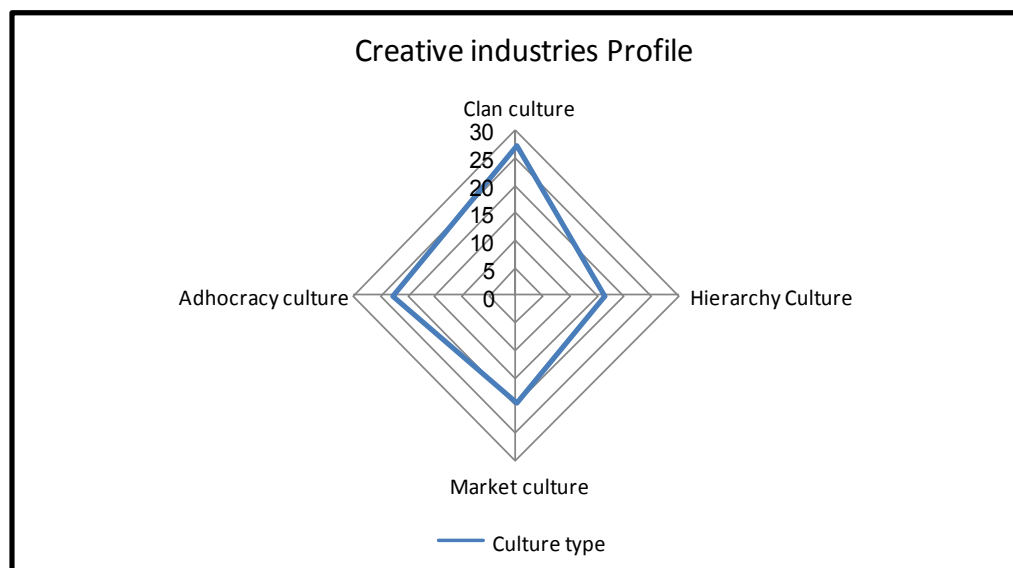 Creative industries Profile
Clan culture
30
25
20
15
10
5
0
Adhocracy culture
Hierarchy Culture
Market culture
Culture type